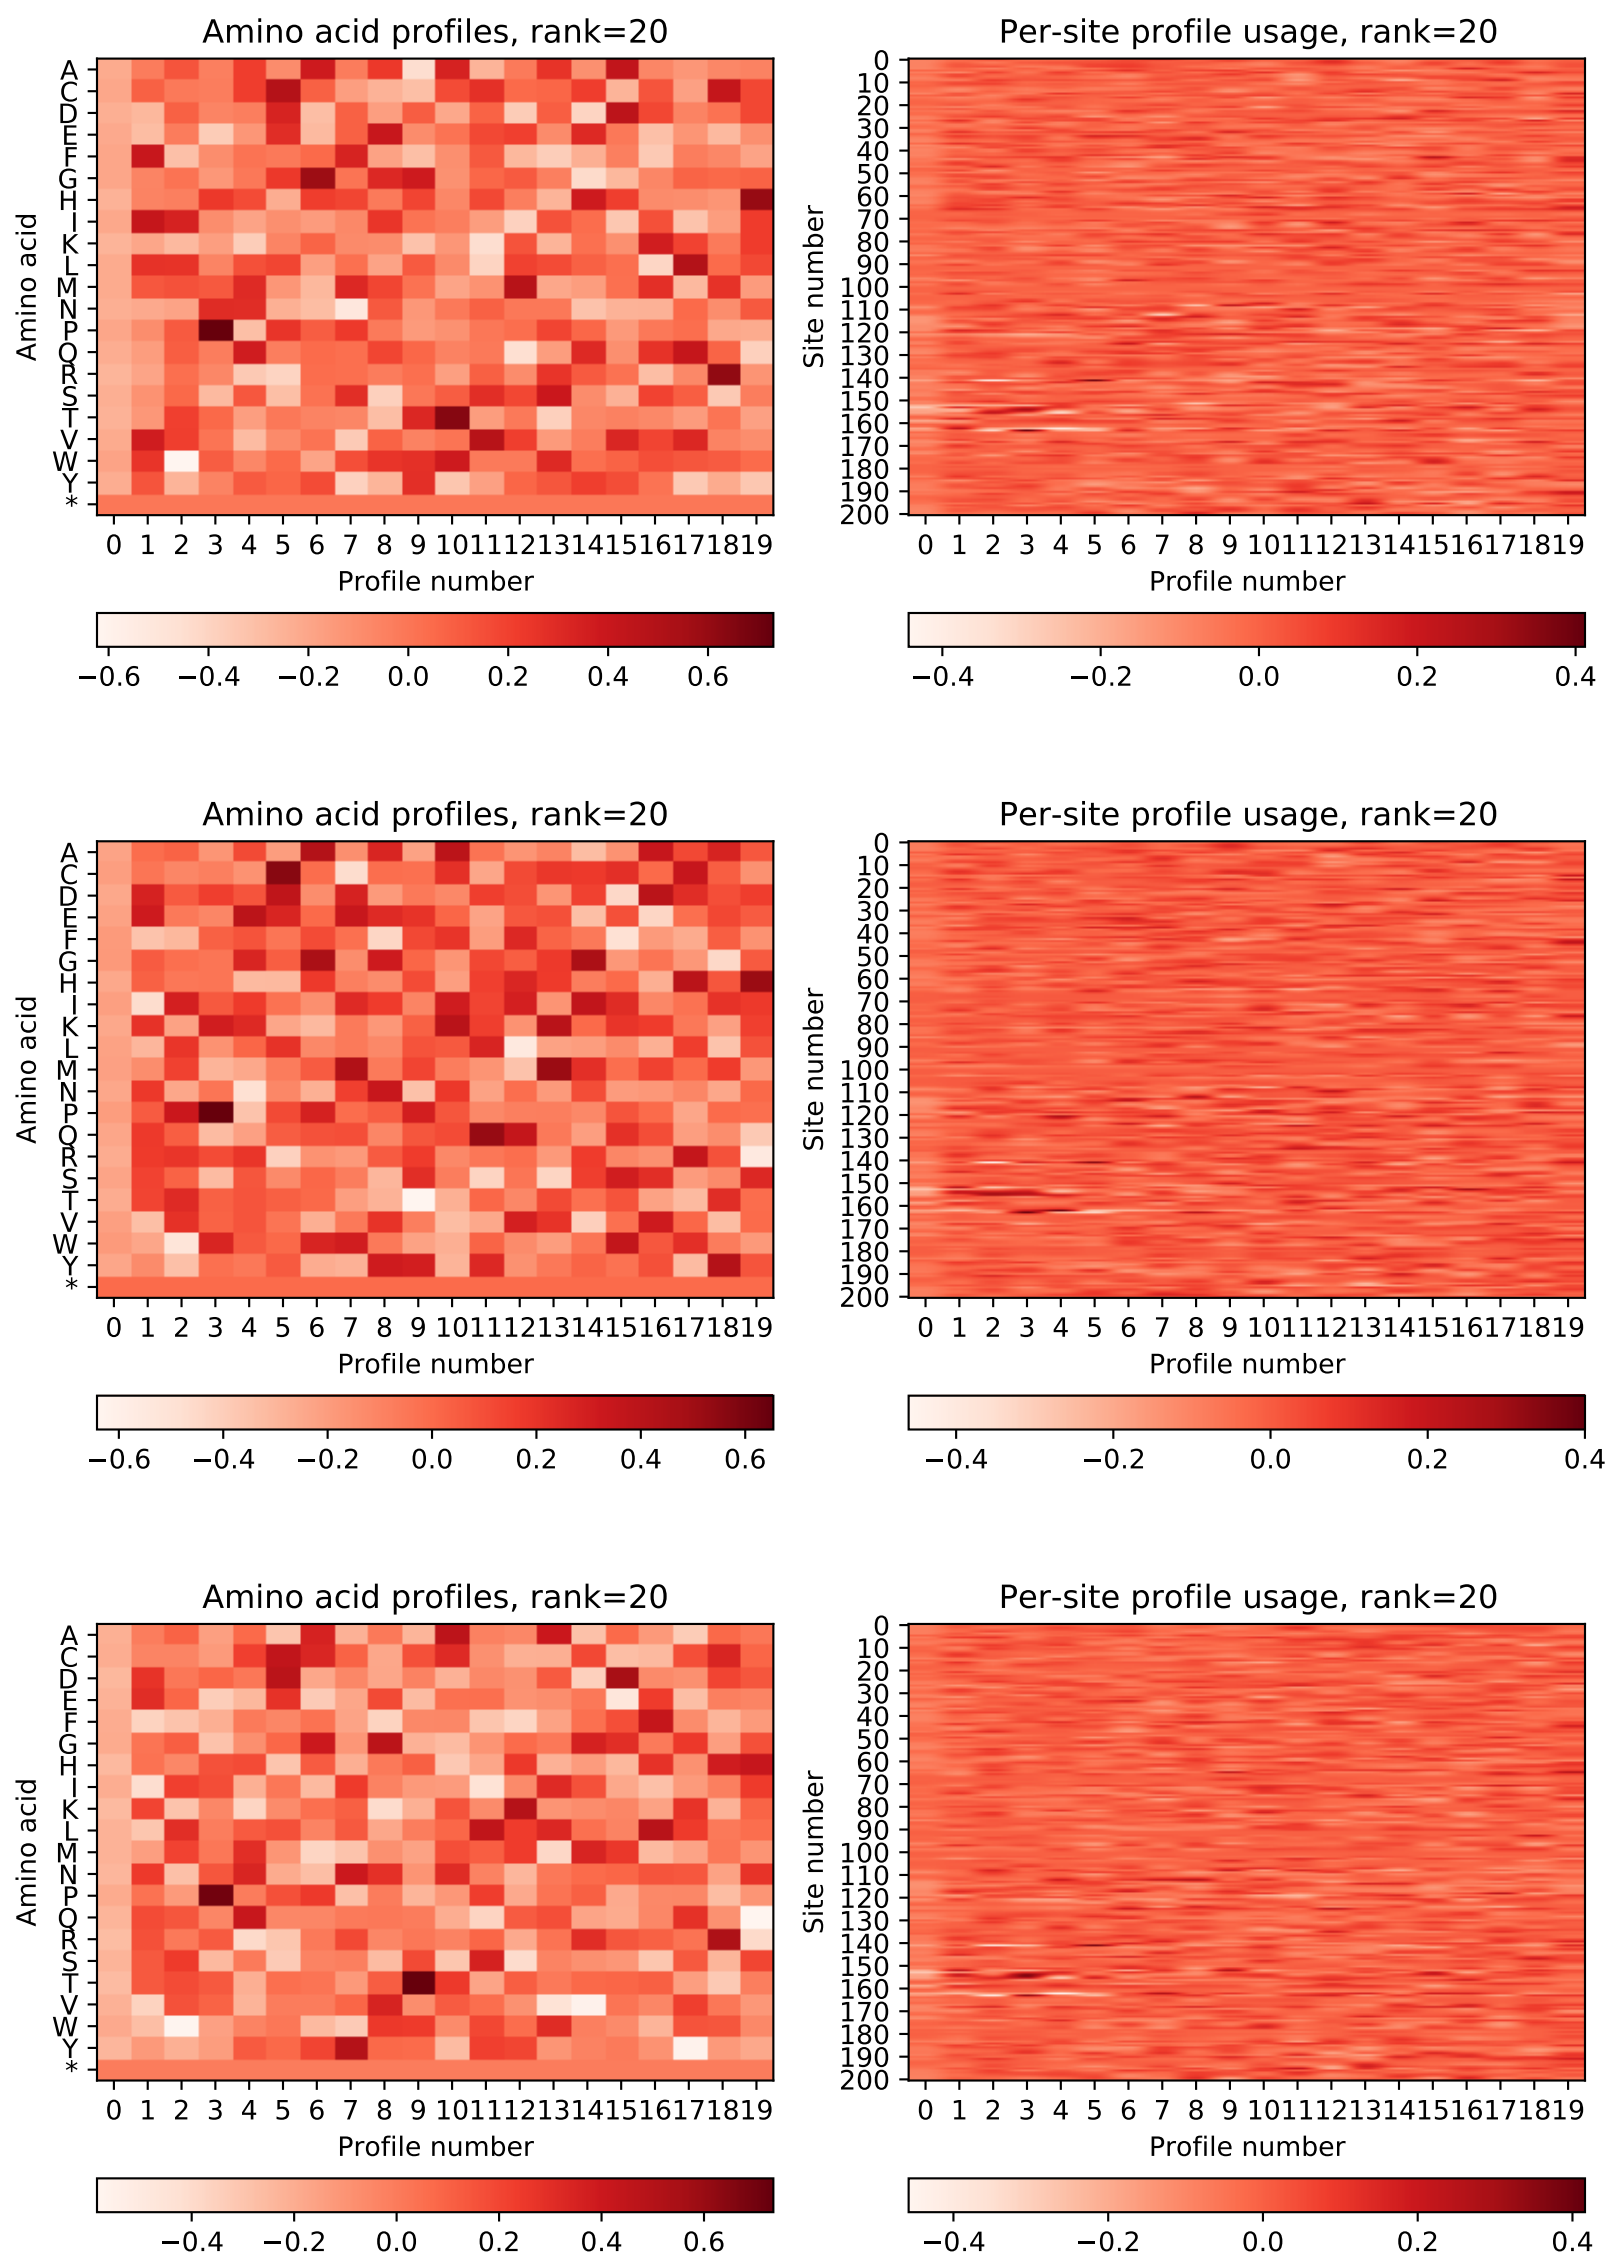 Amino acid profiles, rank=20
Amino acid
A
C
D
E
F
G
H
I
K
L
M
N
P
Q
R
S
T
V
W
Y
*
0 1 2 3 4 5 6 7 8 9 10 11 12 13 14 15 16 17 18 19
Profile number
−0.6 −0.4 −0.2 0.0 0.2 0.4 0.6
Per-site profile usage, rank=20
Site number
0
10
20
30
40
50
60
70
80
90
100
110
120
130
140
150
160
170
180
190
200
0 1 2 3 4 5 6 7 8 9 10 11 12 13 14 15 16 17 18 19
Profile number
−0.4 −0.2 0.0 0.2 0.4
Amino acid profiles, rank=20
Amino acid
A
C
D
E
F
G
H
I
K
L
M
N
P
Q
R
S
T
V
W
Y
*
0 1 2 3 4 5 6 7 8 9 10 11 12 13 14 15 16 17 18 19
Profile number
−0.6 −0.4 −0.2 0.0 0.2 0.4 0.6
Per-site profile usage, rank=20
Site number
0
10
20
30
40
50
60
70
80
90
100
110
120
130
140
150
160
170
180
190
200
0 1 2 3 4 5 6 7 8 9 10 11 12 13 14 15 16 17 18 19
Profile number
−0.4 −0.2 0.0 0.2 0.4
Amino acid profiles, rank=20
Amino acid
A
C
D
E
F
G
H
I
K
L
M
N
P
Q
R
S
T
V
W
Y
*
0 1 2 3 4 5 6 7 8 9 10 11 12 13 14 15 16 17 18 19
Profile number
−0.4 −0.2 0.0 0.2 0.4 0.6
Per-site profile usage, rank=20
Site number
0
10
20
30
40
50
60
70
80
90
100
110
120
130
140
150
160
170
180
190
200
0 1 2 3 4 5 6 7 8 9 10 11 12 13 14 15 16 17 18 19
Profile number
−0.4 −0.2 0.0 0.2 0.4